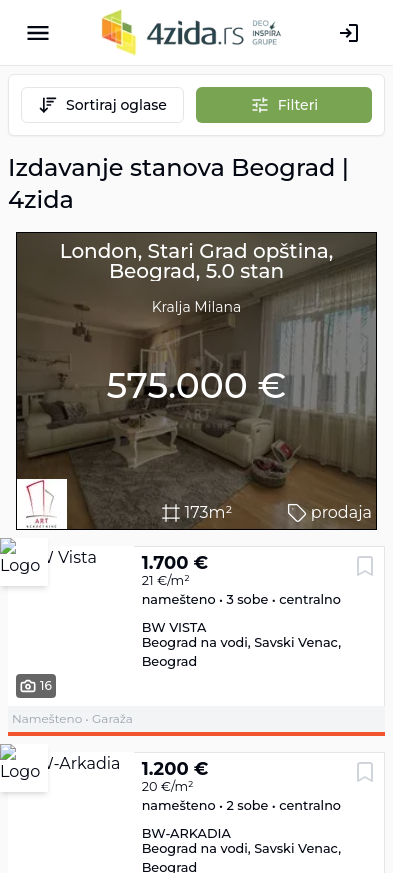 4zida.rs DEO INSPIRA GRUPE
Sortiraj oglase
Filteri
Izdavanje stanova Beograd |
4zida
London, Stari Grad opština,
Beograd, 5.0 stan
Kralja Milana
575.000 €
ART
NEKRETNINE
ART
NEKRETNINE
173m²
prodaja
Logo
W Vista
1.700 €
21 €/m²
namešteno • 3 sobe • centralno
BW VISTA
Beograd na vodi, Savski Venac,
Beograd
16
Namešteno • Garaža
Logo
W-Arkadia
1.200 €
20 €/m²
namešteno • 2 sobe • centralno
BW-ARKADIA
Beograd na vodi, Savski Venac,
Beograd